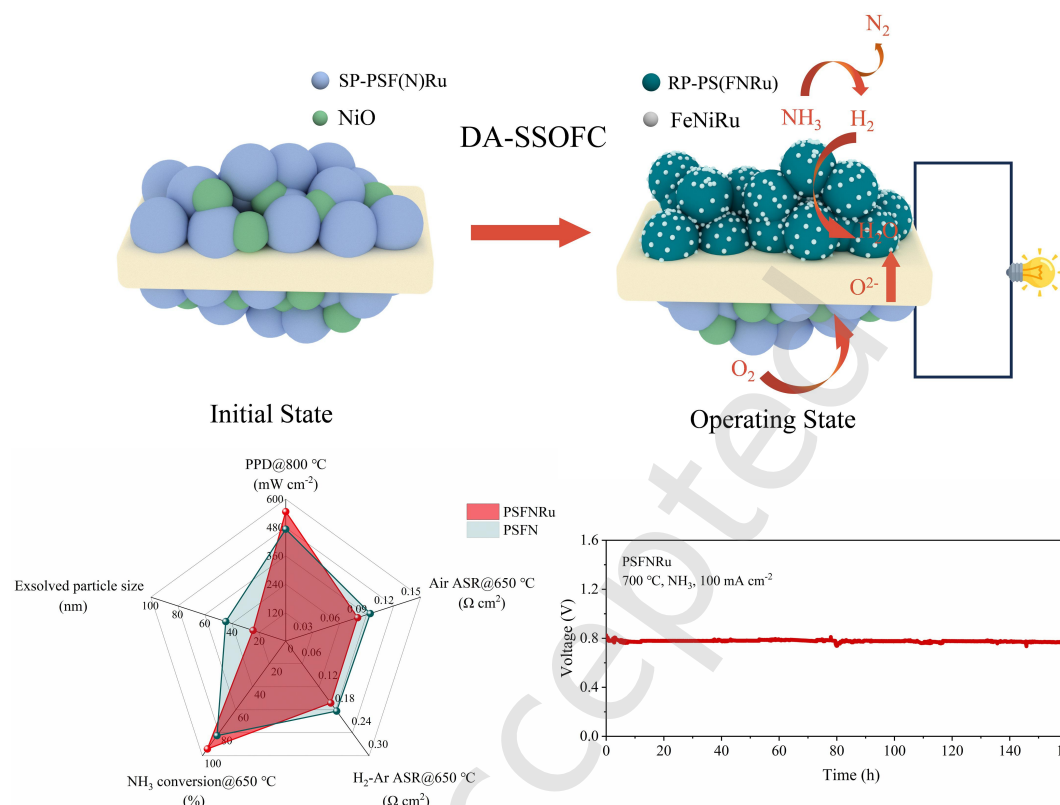 N₂
SP-PSF(N)Ru
RP-PS(FNRu)
NiO
NH₃
H₂
FeNiRu
DA-SSOFC
H₂O
O²⁻
O₂
Initial State
Operating State
PPD@800 °C
(mW cm⁻²)
600
480
360
240
120
PSFNRu
PSFN
Air ASR@650 °C
(Ω cm²)
0.15
0.12
0.09
0.06
0.03
Exsolved particle size
(nm)
100
80
60
40
20
0
0.06
0.12
0.18
0.24
0.30
H₂-Ar ASR@650 °C
(Ω cm²)
20
40
60
80
100
NH₃ conversion@650 °C
(%)
PSFNRu
700 °C, NH₃, 100 mA cm⁻²
Voltage (V)
1.6
1.2
0.8
0.4
0.0
0 20 40 60 80 100 120 140
Time (h)
ccepted